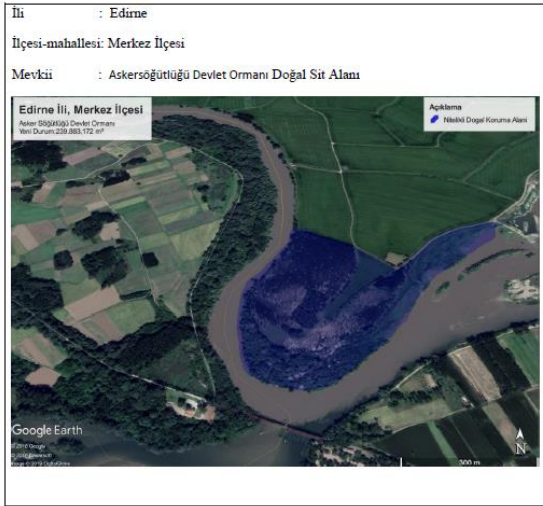 İli : Edirne
İlçesi-mahallesi: Merkez İlçesi
Mevkii : Askersöğütlüğü Devlet Ormanı Doğal Sit Alanı
Edirne İli, Merkez İlçesi
Asker Söğütlüğü Devlet Ormanı
Yeni Durum:239.883,172 m²
Açıklama
Nitelikli Doğal Koruma Alanı
Google Earth
300 m
N